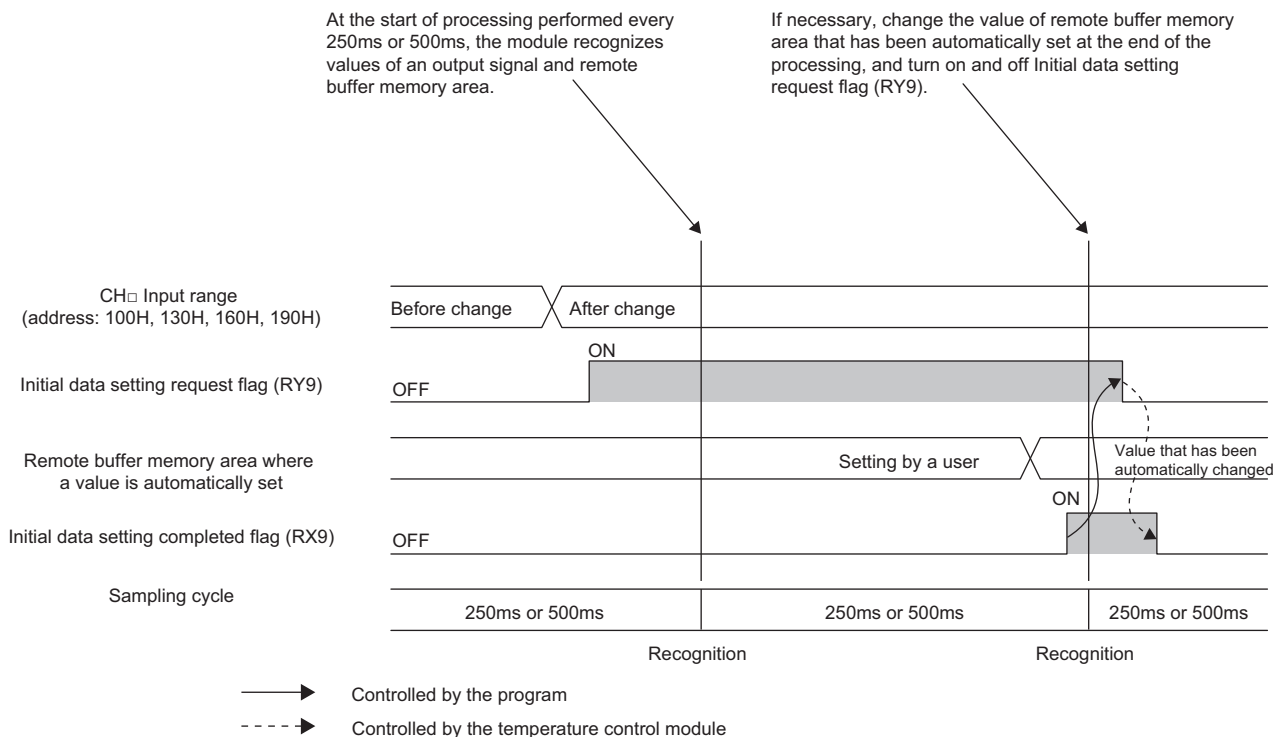 At the start of processing performed every
250ms or 500ms, the module recognizes
values of an output signal and remote
buffer memory area.
If necessary, change the value of remote buffer memory
area that has been automatically set at the end of the
processing, and turn on and off Initial data setting
request flag (RY9).
CH□ Input range
(address: 100H, 130H, 160H, 190H)
Before change
After change
ON
Initial data setting request flag (RY9)
OFF
Remote buffer memory area where
a value is automatically set
Setting by a user
Value that has been
automatically changed
ON
Initial data setting completed flag (RX9)
OFF
Sampling cycle
250ms or 500ms
250ms or 500ms
250ms or 500ms
Recognition
Recognition
Controlled by the program
Controlled by the temperature control module